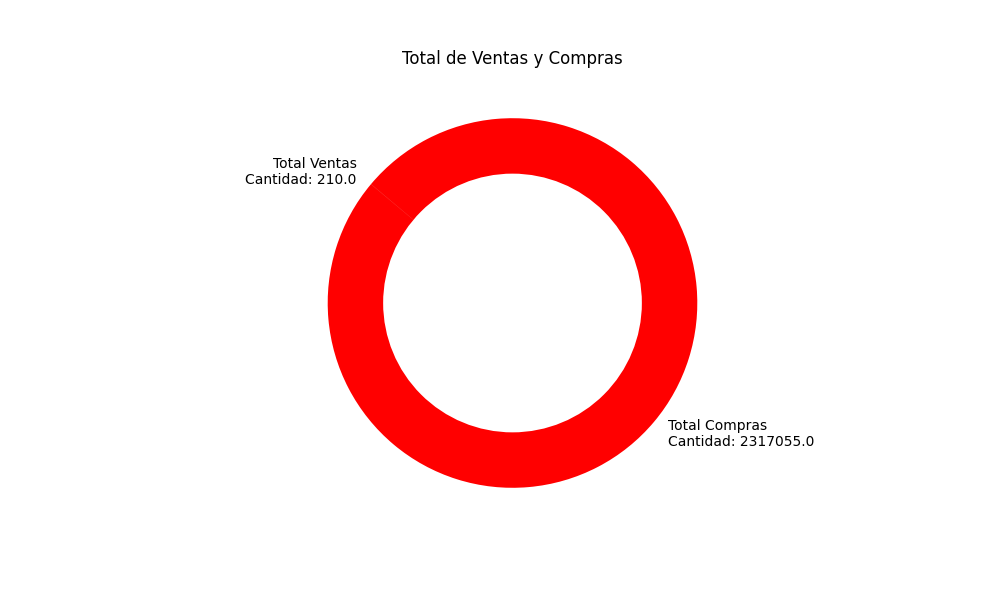 Total de Ventas y Compras
Total Ventas
Cantidad: 210.0
Total Compras
Cantidad: 2317055.0